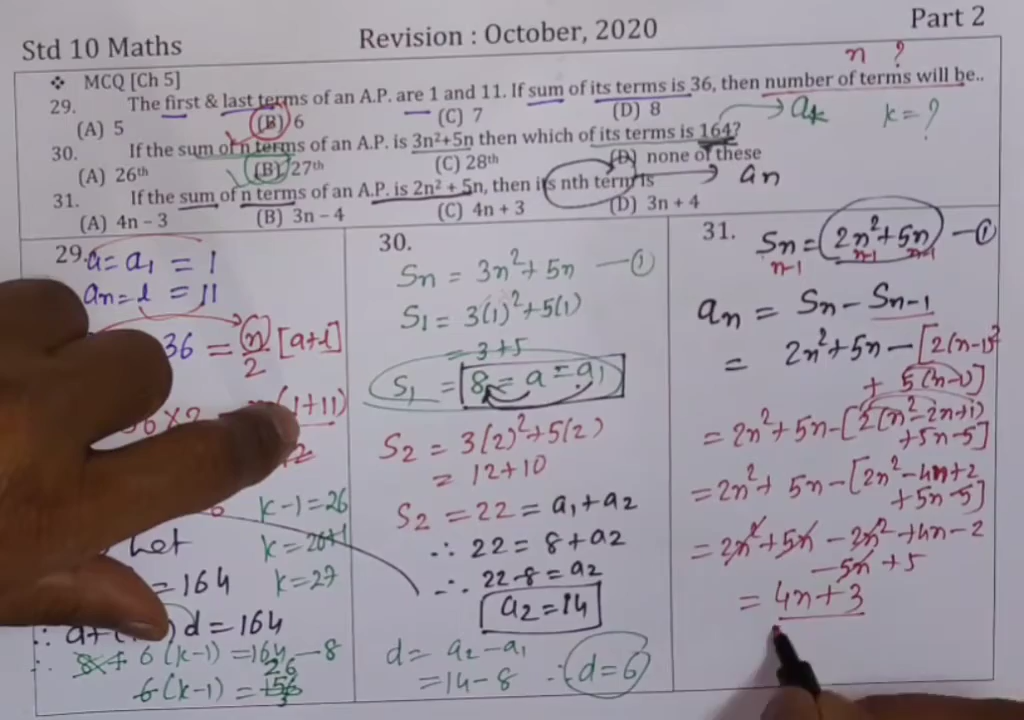 Std 10 Maths
Revision : October, 2020
Part 2
n ?
❖ MCQ [Ch 5]
29. The first & last terms of an A.P. are 1 and 11. If sum of its terms is 36, then number of terms will be..
(A) 5 (B) 6 (C) 7 (D) 8
→ ak k = ?
30. If the sum of n terms of an A.P. is 3n²+5n then which of its terms is 164?
(A) 26th (B) 27th (C) 28th (D) none of these
31. If the sum of n terms of an A.P. is 2n² + 5n, then its nth term is → an
(A) 4n – 3 (B) 3n – 4 (C) 4n + 3 (D) 3n + 4
29. a = a1 = 1
an = l = 11
36 = n/2 [a+l]
(1+11)
k-1 = 26
Let k = 26+1
= 164 k = 27
d = 164
6(k-1) = 164 - 8
6(k-1) =
30.
Sn = 3n² + 5n —①
S1 = 3(1)² + 5(1)
= 3+5
S1 = 8 = a = a1
S2 = 3(2)² + 5(2)
= 12+10
S2 = 22 = a1 + a2
∴ 22 = 8 + a2
∴ 22-8 = a2
a2 = 14
d = a2 - a1
= 14 - 8 ∴ d = 6
31. Sn = 2n² + 5n —①
n-1 n-1 n-1
an = Sn - Sn-1
= 2n² + 5n - [2(n-1)²
+ 5(n-1)]
= 2n² + 5n - [2(n² - 2n+1)
+5n-5]
= 2n² + 5n - [2n² - 4n + 2
+5n-5]
= 2n² + 5n - 2n² + 4n - 2
-5n + 5
= 4n + 3